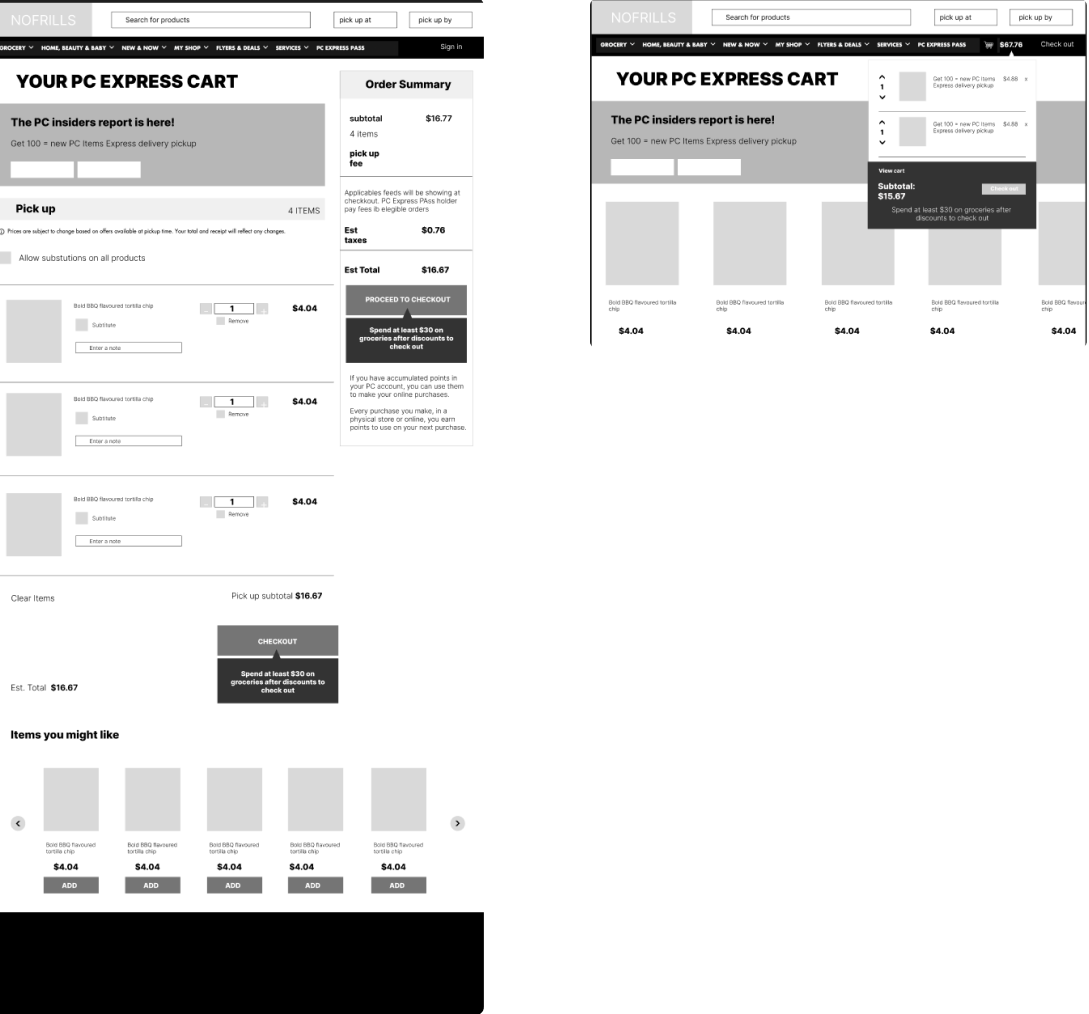 NOFRILLS
Search for products
pick up at
pick up by
GROCERY
HOME, BEAUTY & BABY
NEW & NOW
MY SHOP
FLYERS & DEALS
SERVICES
PC EXPRESS PASS
Sign in
YOUR PC EXPRESS CART
The PC insiders report is here!
Get 100 = new PC Items Express delivery pickup
Pick up
4 ITEMS
Prices are subject to change based on offers available at pickup time. Your total and receipt will reflect any changes.
Allow substutions on all products
Bold BBQ flavoured tortilla chip
Subtitute
Enter a note
-
1
+
Remove
$4.04
Bold BBQ flavoured tortilla chip
Subtitute
Enter a note
-
1
+
Remove
$4.04
Bold BBQ flavoured tortilla chip
Subtitute
Enter a note
-
1
+
Remove
$4.04
Clear Items
Pick up subtotal $16.67
CHECKOUT
Spend at least $30 on
groceries after discounts to
check out
Est. Total $16.67
Order Summary
subtotal
$16.77
4 items
pick up
fee
Applicables feeds will be showing at
checkkout. PC Express PAss holder
pay fees ib elegible orders
Est
taxes
$0.76
Est Total
$16.67
PROCEED TO CHECKOUT
Spend at least $30 on
groceries after discounts to
check out
If you have accumulated points in
your PC account, you can use them
to make your online purchases.
Every purchase you make, in a
physical store or online, you earn
points to use on your next purchase.
Items you might like
Bold BBQ flavoured
tortilla chip
$4.04
ADD
Bold BBQ flavoured
tortilla chip
$4.04
ADD
Bold BBQ flavoured
tortilla chip
$4.04
ADD
Bold BBQ flavoured
tortilla chip
$4.04
ADD
Bold BBQ flavoured
tortilla chip
$4.04
ADD
NOFRILLS
Search for products
pick up at
pick up by
GROCERY
HOME, BEAUTY & BABY
NEW & NOW
MY SHOP
FLYERS & DEALS
SERVICES
PC EXPRESS PASS
$67.76
Check out
YOUR PC EXPRESS CART
The PC insiders report is here!
Get 100 = new PC Items Express delivery pickup
1
Get 100 = new PC Items
Express delivery pickup
$4.88
x
1
Get 100 = new PC Items
Express delivery pickup
$4.88
x
View cart
Subtotal:
$15.67
Check out
Spend at least $30 on groceries after
discounts to check out
Bold BBQ flavoured tortilla
chip
$4.04
Bold BBQ flavoured tortilla
chip
$4.04
Bold BBQ flavoured tortilla
chip
$4.04
Bold BBQ flavoured tortilla
chip
$4.04
Bold BBQ flavour
chip
$4.04